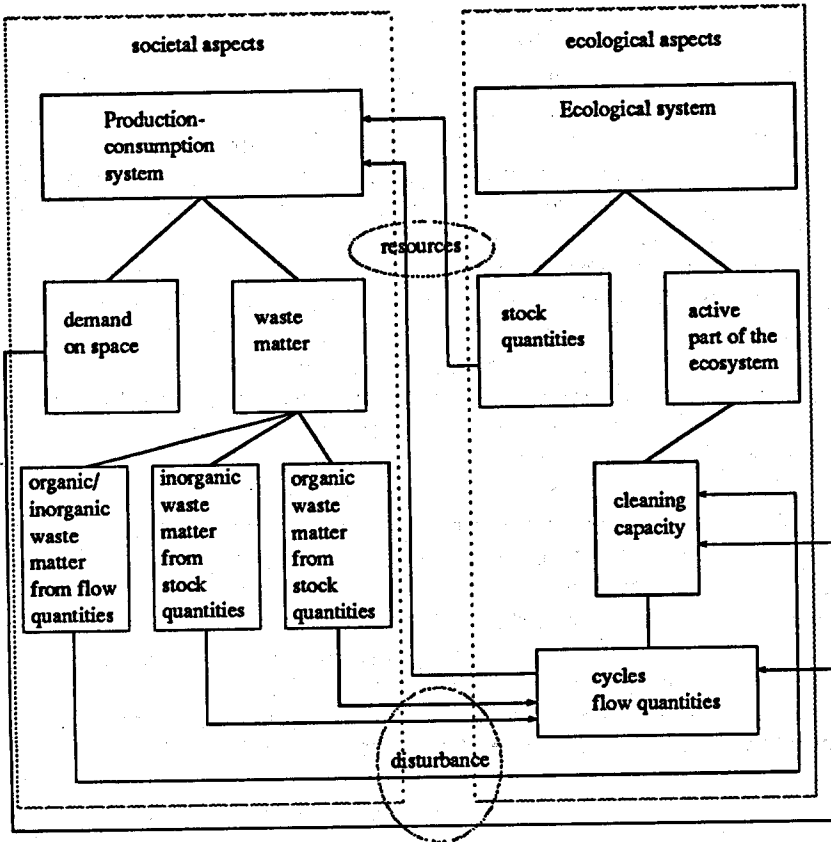 societal aspects
ecological aspects
Production-
consumption
system
Ecological system
resources
demand
on space
waste
matter
stock
quantities
active
part of the
ecosystem
organic/
inorganic
waste
matter
from flow
quantities
inorganic
waste
matter
from
stock
quantities
organic
waste
matter
from
stock
quantities
cleaning
capacity
cycles
flow quantities
disturbance